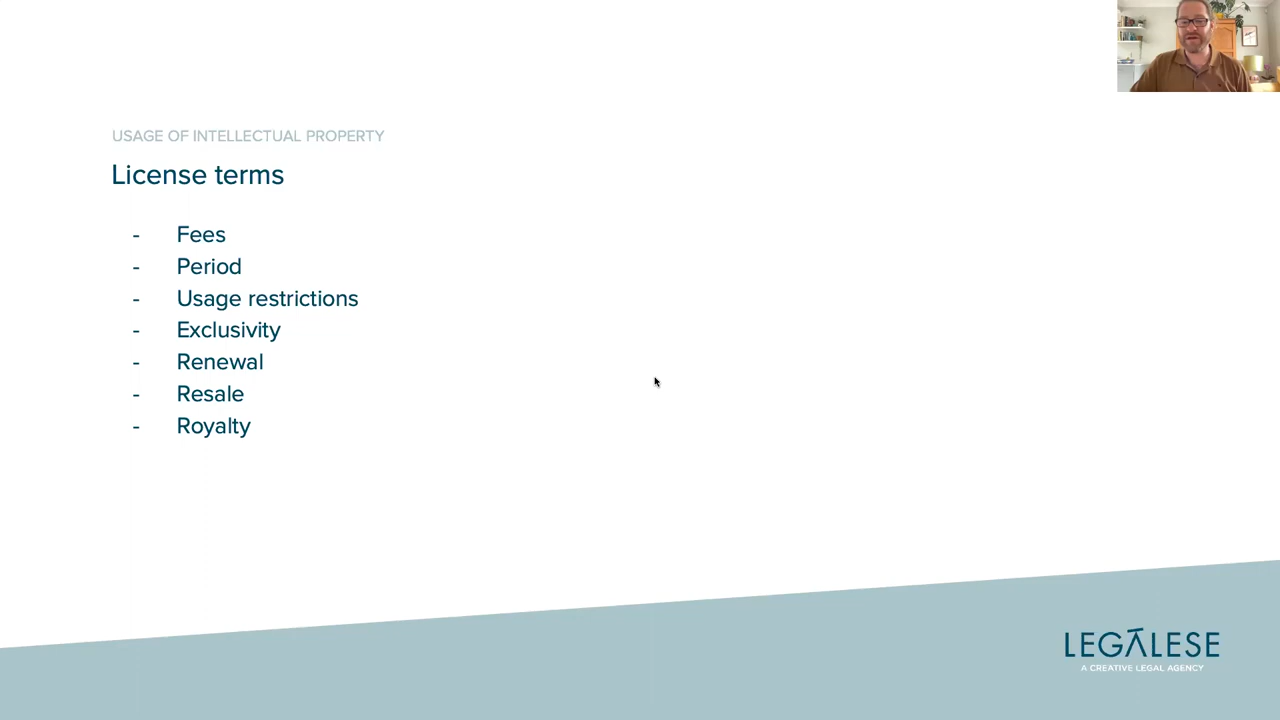 USAGE OF INTELLECTUAL PROPERTY
License terms
- Fees
- Period
- Usage restrictions
- Exclusivity
- Renewal
- Resale
- Royalty
LEGALESE
A CREATIVE LEGAL AGENCY